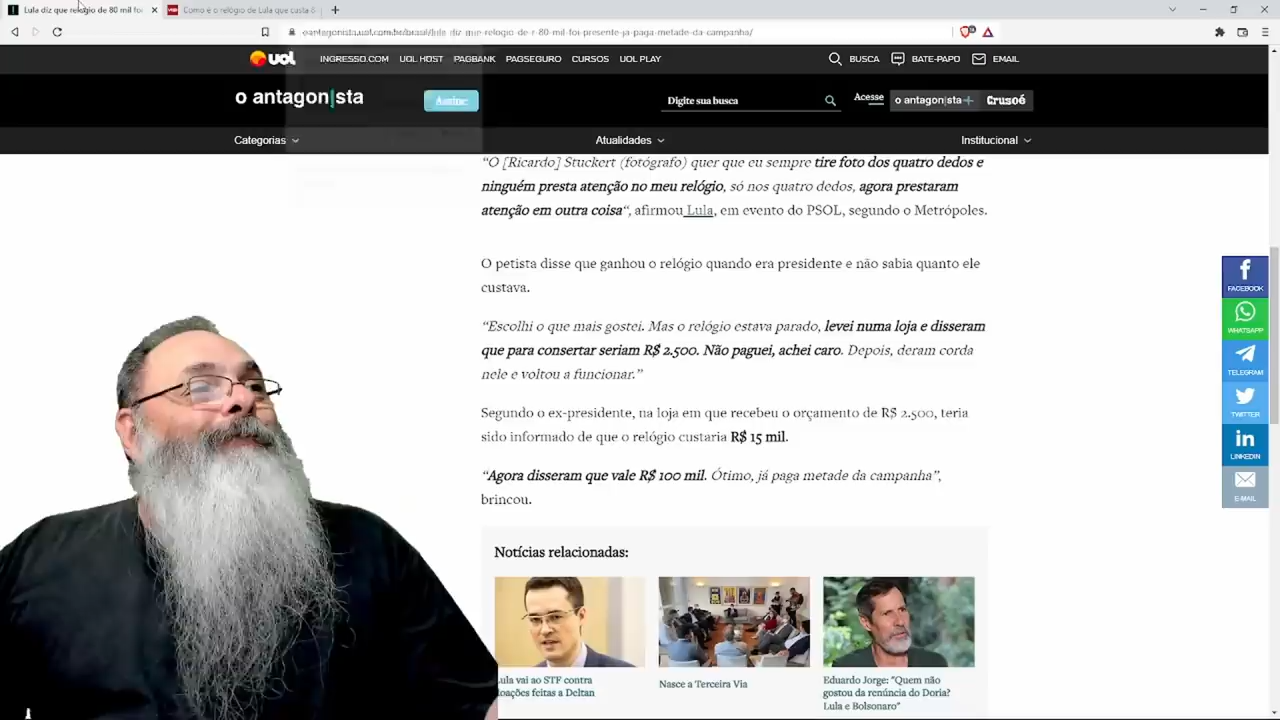 Lula diz que relógio de 80 mil foi
Como é o relógio de Lula que custa 8
oantagonista.uol.com.br/brasil/lula-diz-que-relogio-de-r-80-mil-foi-presente-ja-paga-metade-da-campanha/
UOL
INGRESSO.COM UOL HOST PAGBANK PAGSEGURO CURSOS UOL PLAY
BUSCA BATE-PAPO EMAIL
o antagon|sta
Assine
Digite sua busca
Acesse
o antagon|sta+
Crusoé
Categorias Atualidades Institucional
“O [Ricardo] Stuckert (fotógrafo) quer que eu sempre tire foto dos quatro dedos e
ninguém presta atenção no meu relógio, só nos quatro dedos, agora prestaram
atenção em outra coisa“, afirmou Lula, em evento do PSOL, segundo o Metrópoles.
O petista disse que ganhou o relógio quando era presidente e não sabia quanto ele
custava.
“Escolhi o que mais gostei. Mas o relógio estava parado, levei numa loja e disseram
que para consertar seriam R$ 2.500. Não paguei, achei caro. Depois, deram corda
nele e voltou a funcionar.”
Segundo o ex-presidente, na loja em que recebeu o orçamento de R$ 2.500, teria
sido informado de que o relógio custaria R$ 15 mil.
“Agora disseram que vale R$ 100 mil. Ótimo, já paga metade da campanha”,
brincou.
Notícias relacionadas:
Lula vai ao STF contra
doações feitas a Deltan
Nasce a Terceira Via
Eduardo Jorge: "Quem não
gostou da renúncia do Doria?
Lula e Bolsonaro"
FACEBOOK
WHATSAPP
TELEGRAM
TWITTER
LINKEDIN
E-MAIL